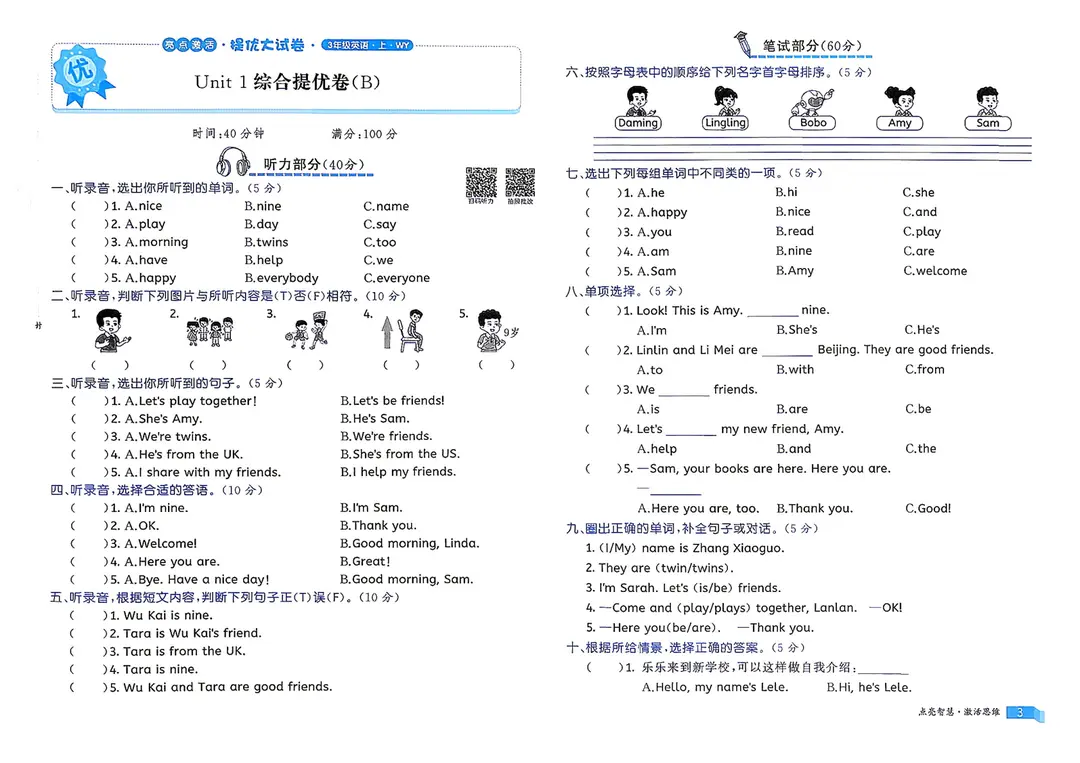 亮点激活·提优大试卷·3年级英语·上·WY
优
Unit 1 综合提优卷(B)
时间:40分钟 满分:100分
听力部分(40分)
扫码听力 拍照批改
一、听录音,选出你所听到的单词。(5分)
( )1. A.nice B.nine C.name
( )2. A.play B.day C.say
( )3. A.morning B.twins C.too
( )4. A.have B.help C.we
( )5. A.happy B.everybody C.everyone
二、听录音,判断下列图片与所听内容是(T)否(F)相符。(10分)
1. 2. 3. 4. 5. 9岁
( ) ( ) ( ) ( ) ( )
三、听录音,选出你所听到的句子。(5分)
( )1. A.Let's play together! B.Let's be friends!
( )2. A.She's Amy. B.He's Sam.
( )3. A.We're twins. B.We're friends.
( )4. A.He's from the UK. B.She's from the US.
( )5. A.I share with my friends. B.I help my friends.
四、听录音,选择合适的答语。(10分)
( )1. A.I'm nine. B.I'm Sam.
( )2. A.OK. B.Thank you.
( )3. A.Welcome! B.Good morning, Linda.
( )4. A.Here you are. B.Great!
( )5. A.Bye. Have a nice day! B.Good morning, Sam.
五、听录音,根据短文内容,判断下列句子正(T)误(F)。(10分)
( )1. Wu Kai is nine.
( )2. Tara is Wu Kai's friend.
( )3. Tara is from the UK.
( )4. Tara is nine.
( )5. Wu Kai and Tara are good friends.
笔试部分(60分)
六、按照字母表中的顺序给下列名字首字母排序。(5分)
Daming Lingling Bobo Amy Sam
七、选出下列每组单词中不同类的一项。(5分)
( )1. A.he B.hi C.she
( )2. A.happy B.nice C.and
( )3. A.you B.read C.play
( )4. A.am B.nine C.are
( )5. A.Sam B.Amy C.welcome
八、单项选择。(5分)
( )1. Look! This is Amy. ________ nine.
A.I'm B.She's C.He's
( )2. Linlin and Li Mei are ________ Beijing. They are good friends.
A.to B.with C.from
( )3. We ________ friends.
A.is B.are C.be
( )4. Let's ________ my new friend, Amy.
A.help B.and C.the
( )5. —Sam, your books are here. Here you are.
—________
A.Here you are, too. B.Thank you. C.Good!
九、圈出正确的单词,补全句子或对话。(5分)
1. (I/My) name is Zhang Xiaoguo.
2. They are (twin/twins).
3. I'm Sarah. Let's (is/be) friends.
4. —Come and (play/plays) together, Lanlan. —OK!
5. —Here you(be/are). —Thank you.
十、根据所给情景,选择正确的答案。(5分)
( )1. 乐乐来到新学校,可以这样做自我介绍:________
A.Hello, my name's Lele. B.Hi, he's Lele.
点亮智慧·激活思维 3